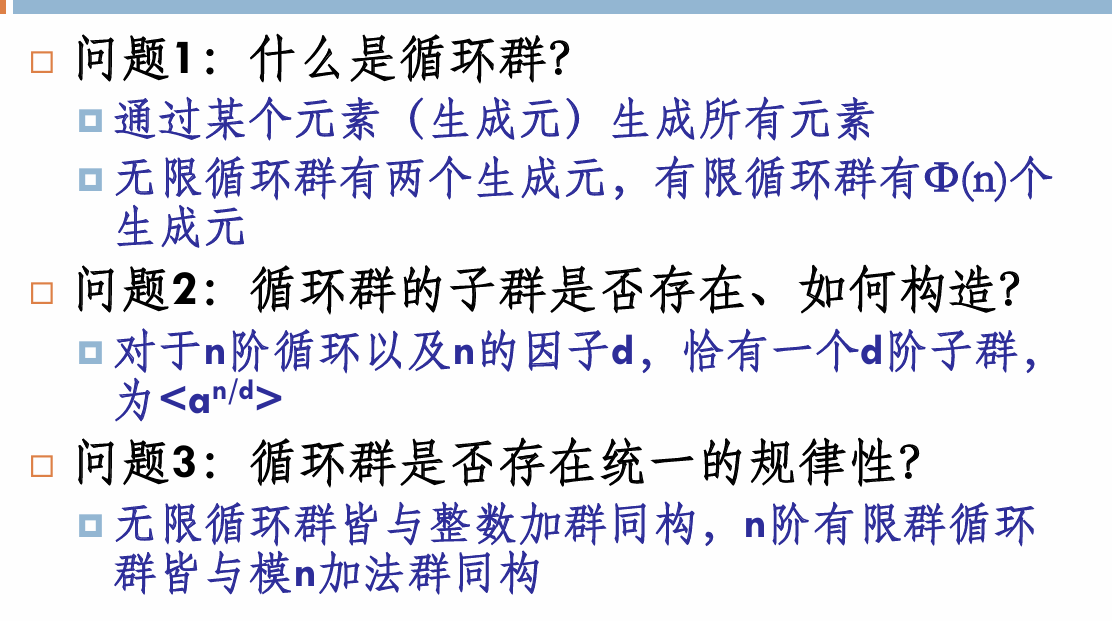 问题1：什么是循环群?
通过某个元素（生成元）生成所有元素
无限循环群有两个生成元，有限循环群有Φ(n)个
生成元
问题2：循环群的子群是否存在、如何构造?
对于n阶循环以及n的因子d，恰有一个d阶子群，
为<aⁿ/ᵈ>
问题3：循环群是否存在统一的规律性?
无限循环群皆与整数加群同构，n阶有限群循环
群皆与模n加法群同构